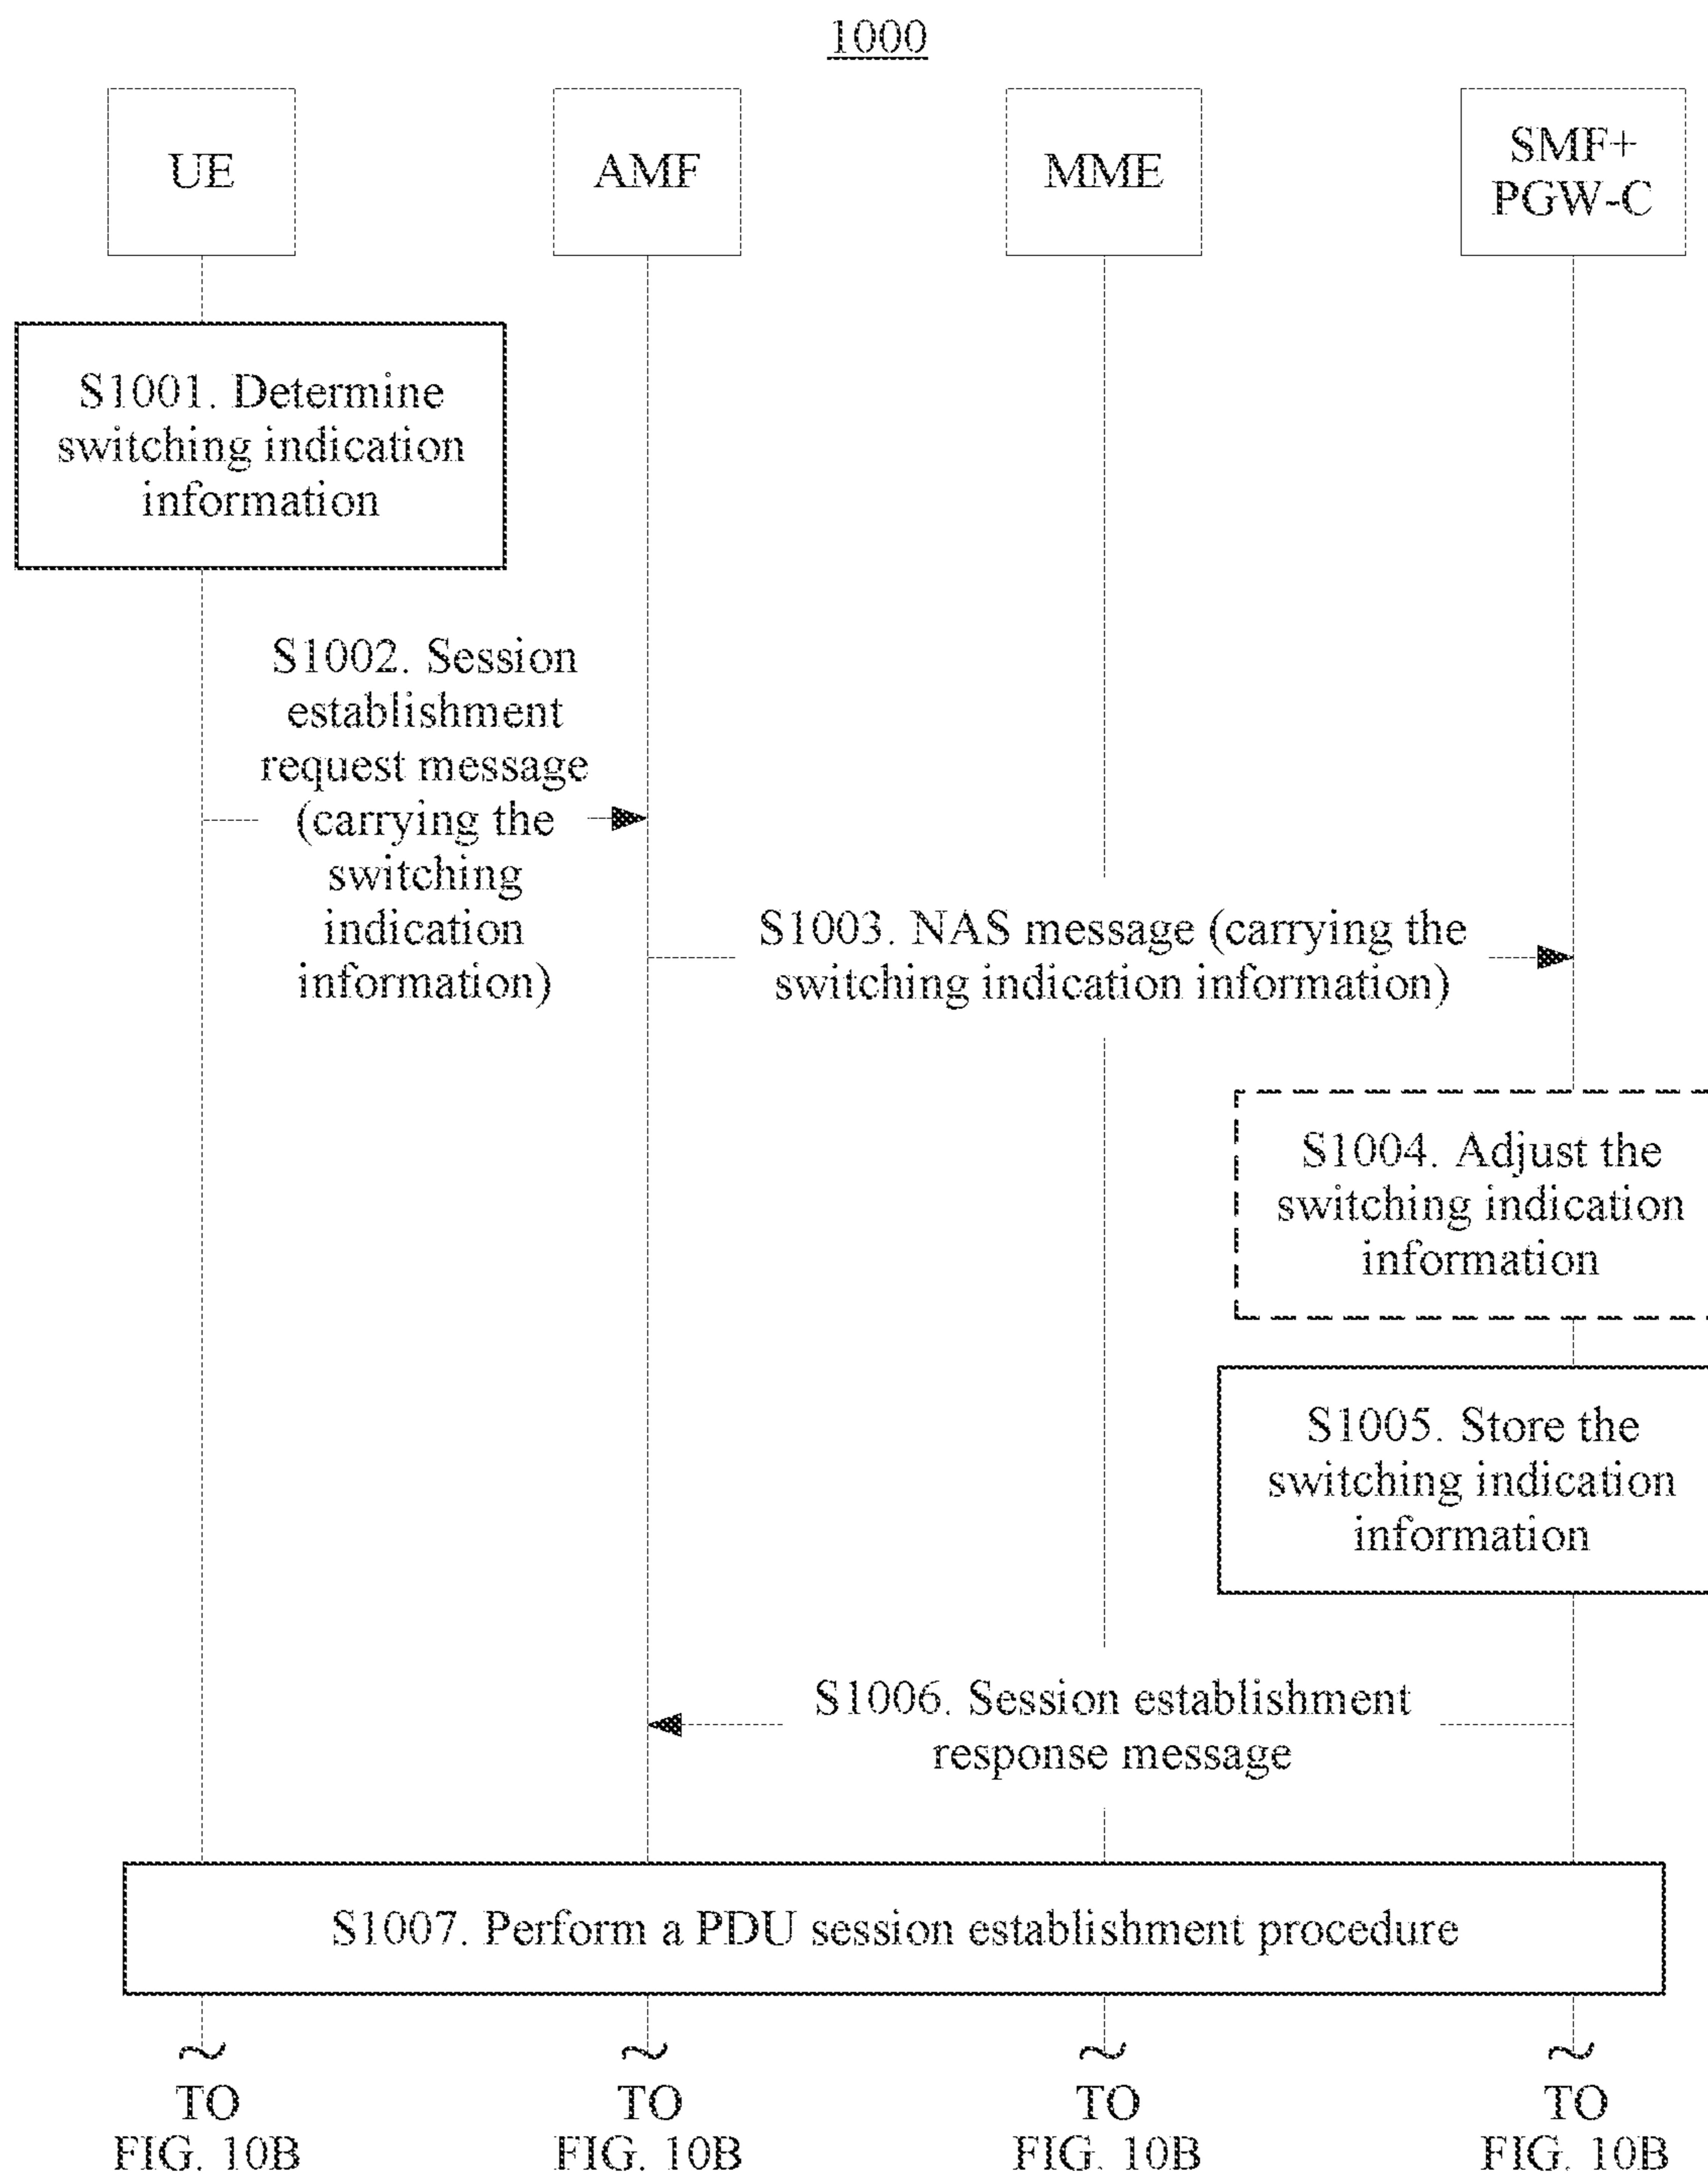 1000
UE
AMF
MME
SMF+
PGW-C
S1001. Determine
switching indication
information
S1002. Session
establishment
request message
(carrying the
switching
indication
information)
S1003. NAS message (carrying the
switching indication information)
S1004. Adjust the
switching indication
information
S1005. Store the
switching indication
information
S1006. Session establishment
response message
S1007. Perform a PDU session establishment procedure
TO
FIG. 10B
TO
FIG. 10B
TO
FIG. 10B
TO
FIG. 10B